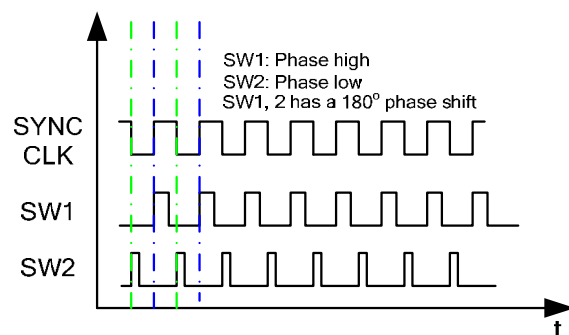 SW1: Phase high
SW2: Phase low
SW1, 2 has a 180° phase shift
SYNC
CLK
SW1
SW2
t